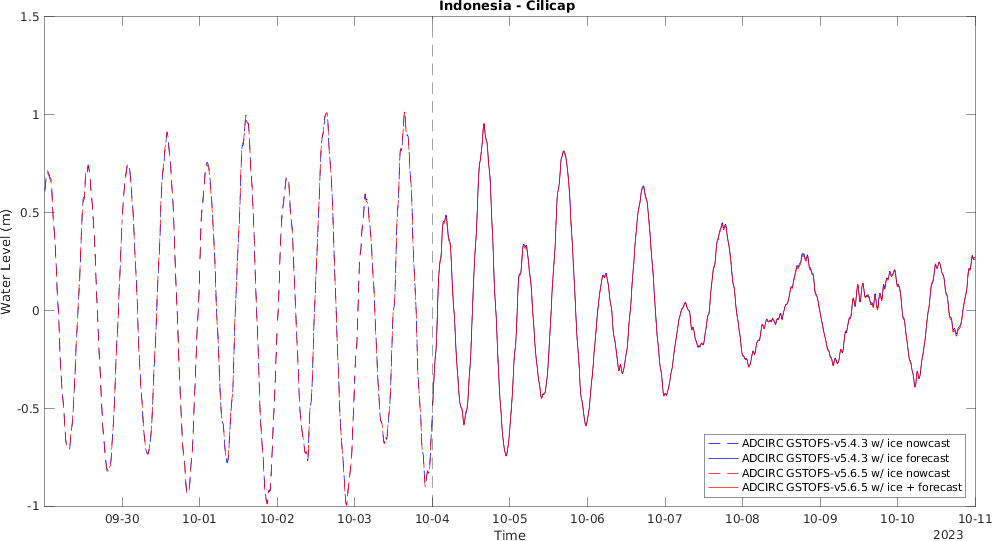 Indonesia - Cilicap
1.5
1
0.5
0
-0.5
-1
Water Level (m)
09-30 10-01 10-02 10-03 10-04 10-05 10-06 10-07 10-08 10-09 10-10 10-11
2023
Time
ADCIRC GSTOFS-v5.4.3 w/ ice nowcast
ADCIRC GSTOFS-v5.4.3 w/ ice forecast
ADCIRC GSTOFS-v5.6.5 w/ ice nowcast
ADCIRC GSTOFS-v5.6.5 w/ ice + forecast